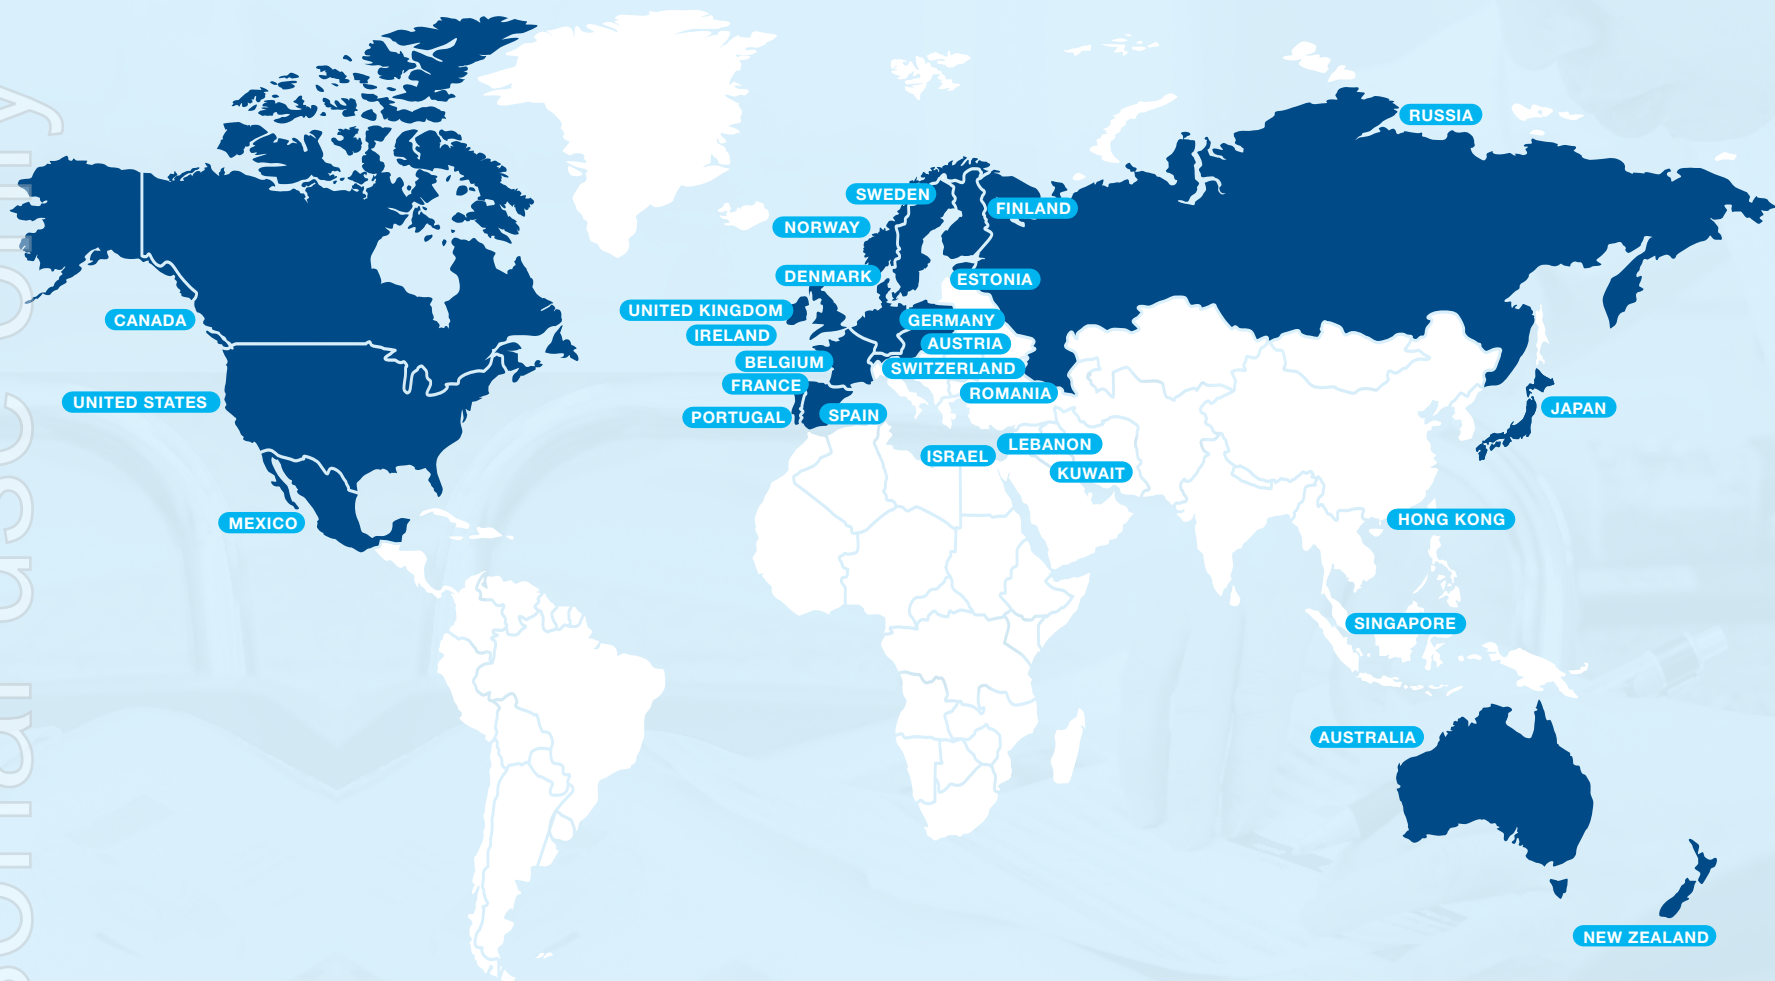 RUSSIA
SWEDEN
FINLAND
NORWAY
DENMARK
ESTONIA
UNITED KINGDOM
GERMANY
CANADA
IRELAND
AUSTRIA
BELGIUM
SWITZERLAND
FRANCE
ROMANIA
UNITED STATES
JAPAN
PORTUGAL
SPAIN
LEBANON
ISRAEL
KUWAIT
MEXICO
HONG KONG
SINGAPORE
AUSTRALIA
NEW ZEALAND